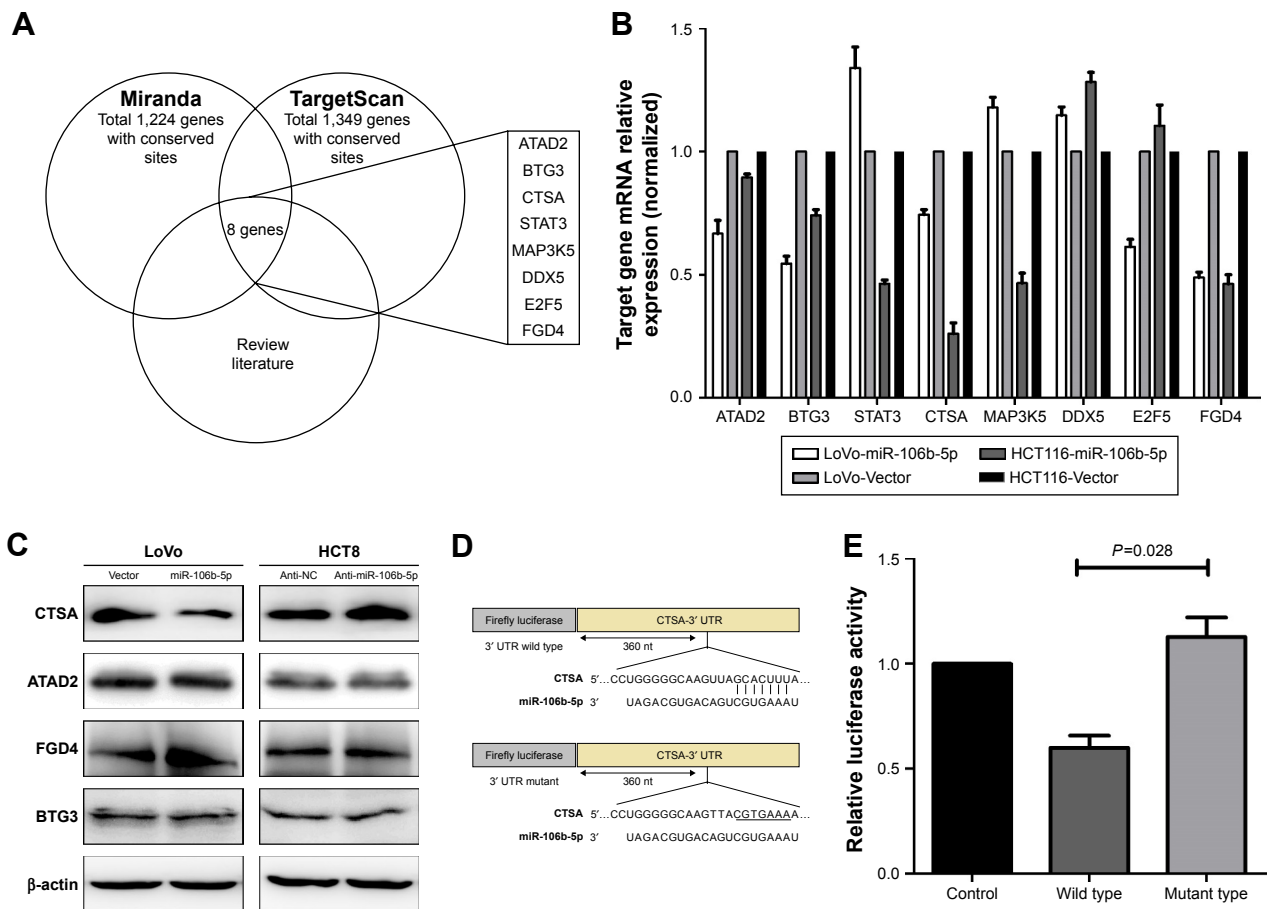 A
Miranda
Total 1,224 genes
with conserved
sites
TargetScan
Total 1,349 genes
with conserved
sites
8 genes
Review
literature
ATAD2
BTG3
CTSA
STAT3
MAP3K5
DDX5
E2F5
FGD4
B
Target gene mRNA relative
expression (normalized)
1.5
1.0
0.5
0.0
ATAD2 BTG3 STAT3 CTSA MAP3K5 DDX5 E2F5 FGD4
LoVo-miR-106b-5p HCT116-miR-106b-5p
LoVo-Vector HCT116-Vector
C
LoVo HCT8
Vector miR-106b-5p Anti-NC Anti-miR-106b-5p
CTSA
ATAD2
FGD4
BTG3
β-actin
D
Firefly luciferase CTSA-3′ UTR
3′ UTR wild type 360 nt
CTSA 5′…CCUGGGGGCAAGUUAGCACUUUA…
miR-106b-5p 3′ UAGACGUGACAGUCGUGAAAU
Firefly luciferase CTSA-3′ UTR
3′ UTR mutant 360 nt
CTSA 5′…CCUGGGGGCAAGTTACGTGAAAA…
miR-106b-5p 3′ UAGACGUGACAGUCGUGAAAU
E
Relative luciferase activity
1.5
1.0
0.5
0.0
P=0.028
Control Wild type Mutant type